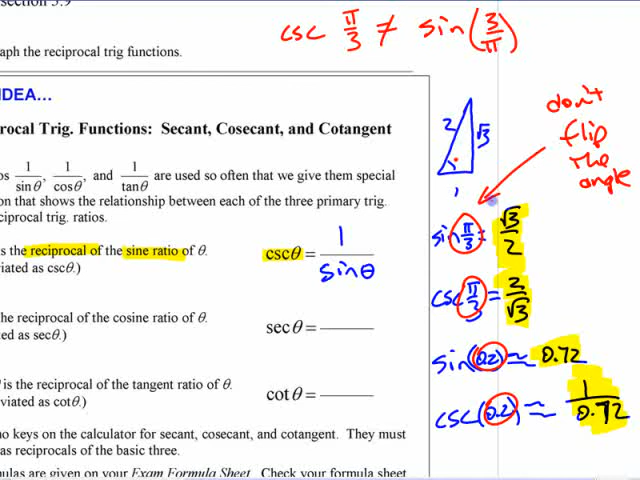 section 3.9
csc π/3 ≠ sin(3/π)
aph the reciprocal trig functions.
IDEA...
rocal Trig. Functions: Secant, Cosecant, and Cotangent
os 1/sinθ, 1/cosθ, and 1/tanθ are used so often that we give them special
on that shows the relationship between each of the three primary trig.
ciprocal trig. ratios.
is the reciprocal of the sine ratio of θ.
viated as cscθ.)
cscθ = 1/sinθ
the reciprocal of the cosine ratio of θ.
ated as secθ.)
secθ = ______
is the reciprocal of the tangent ratio of θ.
eviated as cotθ.)
cotθ = ______
no keys on the calculator for secant, cosecant, and cotangent. They must
as reciprocals of the basic three.
ulas are given on your Exam Formula Sheet. Check your formula sheet
2
√3
1
don't
flip
the
angle
sin π/3 = √3/2
csc π/3 = 2/√3
sin(0.2) ≈ 0.72
csc(0.2) ≈ 1/0.72